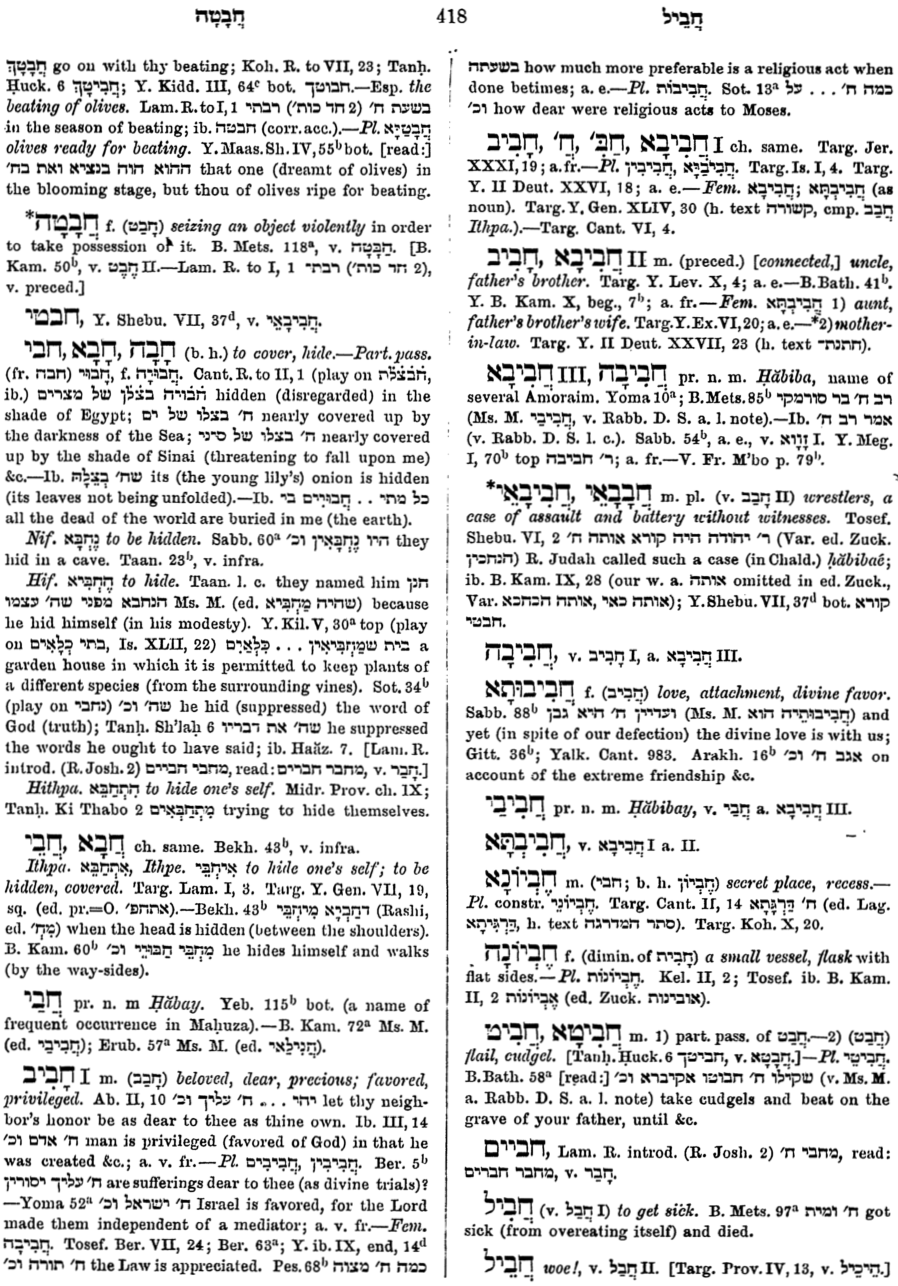 חֲבָטָה
418
חֲבֵיל
חֲבָטָךְ go on with thy beating; Koh. R. to VII, 23; Tanḥ.
Ḥuck. 6 חֲבִיטָךְ; Y. Kidd. III, 64ᶜ bot. חבוטך.—Esp. the
beating of olives. Lam. R. to I, 1 רבתי (חד כות׳ 2) בשעת ח׳
in the season of beating; ib. חבטה (corr. acc.).—Pl. חֲבָטַיָּא
olives ready for beating. Y. Maas. Sh. IV, 55ᵇ bot. [read:]
ההוא חוה בנציא ואת בח׳ that one (dreamt of olives) in
the blooming stage, but thou of olives ripe for beating.
*חֲבָטָה f. (חָבַט) seizing an object violently in order
to take possession of it. B. Mets. 118ᵃ, v. חַבָּטָה. [B.
Kam. 50ᵇ, v. חֶבֶט II.—Lam. R. to I, 1 רבת׳ (חד כות׳ 2),
v. preced.]
חבטי, Y. Shebu. VII, 37ᵈ, v. חֲבִיבָאֵי.
חָבָה, חָבָא, חבי (b. h.) to cover, hide.—Part. pass.
(fr. חבה) חָבוּי, f. חֲבוּיָה. Cant. R. to II, 1 (play on חבצלת,
ib.) חבויה בצלן של מצרים hidden (disregarded) in the
shade of Egypt; ח׳ בצלו של ים nearly covered up by
the darkness of the Sea; ח׳ בצלו של סיני nearly covered
up by the shade of Sinai (threatening to fall upon me)
&c.—Ib. שח׳ בְּצָלָהּ its (the young lily's) onion is hidden
(its leaves not being unfolded).—Ib. כל מתי . . חֲבוּיִים בי
all the dead of the world are buried in me (the earth).
Nif. נֶחְבָּא to be hidden. Sabb. 60ᵃ היו נֶחְבָּאִין וכ׳ they
hid in a cave. Taan. 23ᵇ, v. infra.
Hif. הֶחְבִּיא to hide. Taan. l. c. they named him חנן
הנחבא מפני שה׳ עצמו Ms. M. (ed. שהיה מַחְבִּיא) because
he hid himself (in his modesty). Y. Kil. V, 30ᵃ top (play
on בתי כְּלָאִים, Is. XLII, 22) בית שמַחְבִּיאִין . . . כִּלְאַיִם a
garden house in which it is permitted to keep plants of
a different species (from the surrounding vines). Sot. 34ᵇ
(play on נחבי) שה׳ וכ׳ he hid (suppressed) the word of
God (truth); Tanḥ. Sh'laḥ 6 שה׳ את דבריו he suppressed
the words he ought to have said; ib. Haăz. 7. [Lam. R.
introd. (R. Josh. 2) מחבי חביים, read: מחבר חברים, v. חָבַר.]
Hithpa. הִתְחַבֵּא to hide one's self. Midr. Prov. ch. IX;
Tanḥ. Ki Thabo 2 מִתְחַבְּאִים trying to hide themselves.
חֲבָא, חֲבֵי ch. same. Bekh. 43ᵇ, v. infra.
Ithpa. אִתְחַבֵּא, Ithpe. אִיחְבֵּי to hide one's self; to be
hidden, covered. Targ. Lam. I, 3. Targ. Y. Gen. VII, 19,
sq. (ed. pr.=O. אתחפ׳).—Bekh. 43ᵇ דחַבְיָא מִיחְבֵּי (Rashi,
ed. מִח׳) when the head is hidden (between the shoulders).
B. Kam. 60ᵇ מִחְבֵּי חַבּוּיֵי וכ׳ he hides himself and walks
(by the way-sides).
חֲבַי pr. n. m Ḥăbay. Yeb. 115ᵇ bot. (a name of
frequent occurrence in Maḥuza).—B. Kam. 72ᵃ Ms. M.
(ed. חֲבִיבִי); Erub. 57ᵃ Ms. M. (ed. חֲנִילַאי).
חָבִיב I m. (חבב) beloved, dear, precious; favored,
privileged. Ab. II, 10 יהי . . . ח׳ עליך וכ׳ let thy neigh-
bor's honor be as dear to thee as thine own. Ib. III, 14
ח׳ אדם וכ׳ man is privileged (favored of God) in that he
was created &c.; a. v. fr.—Pl. חֲבִיבִים, חֲבִיבִין. Ber. 5ᵇ
ח׳ עליך יסורין are sufferings dear to thee (as divine trials)?
—Yoma 52ᵃ ח׳ ישראל וכ׳ Israel is favored, for the Lord
made them independent of a mediator; a. v. fr.—Fem.
חֲבִיבָה. Tosef. Ber. VII, 24; Ber. 63ᵃ; Y. ib. IX, end, 14ᵈ
ח׳ תורה וכ׳ the Law is appreciated. Pes. 68ᵇ כמה ח׳ מצוה
בשעתה how much more preferable is a religious act when
done betimes; a. e.—Pl. חֲבִיבוֹת. Sot. 13ᵃ כמה ח׳ . . . על
וכ׳ how dear were religious acts to Moses.
חֲבִיבָא, חַבִּ׳, ח׳, חָבִיב I ch. same. Targ. Jer.
XXXI, 19; a. fr.—Pl. חֲבִיבַיָּא, חֲבִיבִין. Targ. Is. I, 4. Targ.
Y. II Deut. XXVI, 18; a. e.—Fem. חֲבִיבָא; חֲבִיבְתָּא (as
noun). Targ. Y. Gen. XLIV, 30 (h. text קשורה, cmp. חֲבַב
Ithpa.).—Targ. Cant. VI, 4.
חֲבִיבָא, חָבִיב II m. (preced.) [connected,] uncle,
father's brother. Targ. Y. Lev. X, 4; a. e.—B. Bath. 41ᵇ.
Y. B. Kam. X, beg., 7ᵇ; a. fr.—Fem. חֲבִיבְתָּא 1) aunt,
father's brother's wife. Targ. Y. Ex. VI, 20; a. e.—*2) mother-
in-law. Targ. Y. II Deut. XXVII, 23 (h. text חתנת־).
חֲבִיבָא III, חֲבִיבָה pr. n. m. Ḥăbiba, name of
several Amoraim. Yoma 10ᵃ; B. Mets. 85ᵇ רב ח׳ בר סורמקי
(Ms. M. חֲבִיבִי, v. Rabb. D. S. a. l. note).—Ib. אמר רב ח׳
(v. Rabb. D. S. l. c.). Sabb. 54ᵇ, a. e., v. זְוָוא I. Y. Meg.
I, 70ᵇ top ר׳ חביבה; a. fr.—V. Fr. M'bo p. 79ᵇ.
*חֲבָבָאֵי, חֲבִיבָאֵי m. pl. (v. חָבַב II) wrestlers, a
case of assault and battery without witnesses. Tosef.
Shebu. VI, 2 ר׳ יהודה היה קורא אותה ח׳ (Var. ed. Zuck.
הנחכין) R. Judah called such a case (in Chald.) ḥăbibaé;
ib. B. Kam. IX, 28 (our w. a. אותה omitted in ed. Zuck.,
Var. אותה כאי, אותה חכחכא); Y. Shebu. VII, 37ᵈ bot. קורא
חבטי.
חֲבִיבָה, v. חָבִיב I, a. חֲבִיבָא III.
חֲבִיבוּתָא f. (חָבִיב) love, attachment, divine favor.
Sabb. 88ᵇ ועדיין ח׳ היא גבן (Ms. M. חֲבִיבוּתֵיה הוא) and
yet (in spite of our defection) the divine love is with us;
Gitt. 36ᵇ; Yalk. Cant. 983. Arakh. 16ᵇ אגב ח׳ וכ׳ on
account of the extreme friendship &c.
חֲבִיבַי pr. n. m. Ḥăbibay, v. חֲבַי a. חֲבִיבָא III.
חֲבִיבְתָּא, v. חֲבִיבָא I a. II.
חֶבְיוֹנָא m. (חבי; b. h. חֶבְיוֹן) secret place, recess.—
Pl. constr. חֶבְיוֹנֵי. Targ. Cant. II, 14 ח׳ דַּרְגָּתָא (ed. Lag.
דַּרְגִּיתָא, h. text סתר המדרגה). Targ. Koh. X, 20.
חֶבְיוֹנָה f. (dimin. of חָבִית) a small vessel, flask with
flat sides.—Pl. חֶבְיוֹנוֹת. Kel. II, 2; Tosef. ib. B. Kam.
II, 2 אֶבְיוֹנוֹת (ed. Zuck. אובינות).
חֲבִיטָא, חֲבִיט m. 1) part. pass. of חֲבַט.—2) (חֲבַט)
flail, cudgel. [Tanḥ. Ḥuck. 6 חביטך, v. חֲבָטָא.]—Pl. חֲבִיטֵי.
B. Bath. 58ᵃ [read:] שקילו ח׳ חבוטו אקיברא וכ׳ (v. Ms. M.
a. Rabb. D. S. a. l. note) take cudgels and beat on the
grave of your father, until &c.
חביים, Lam. R. introd. (R. Josh. 2) מחבי ח׳, read:
מחבר חברים, v. חָבַר.
חֲבֵיל (v. חֲבַל I) to get sick. B. Mets. 97ᵃ ח׳ ומית got
sick (from overeating itself) and died.
חֲבֵיל woe!, v. חֲבַל II. [Targ. Prov. IV, 13, v. הֵיכֵיל.]